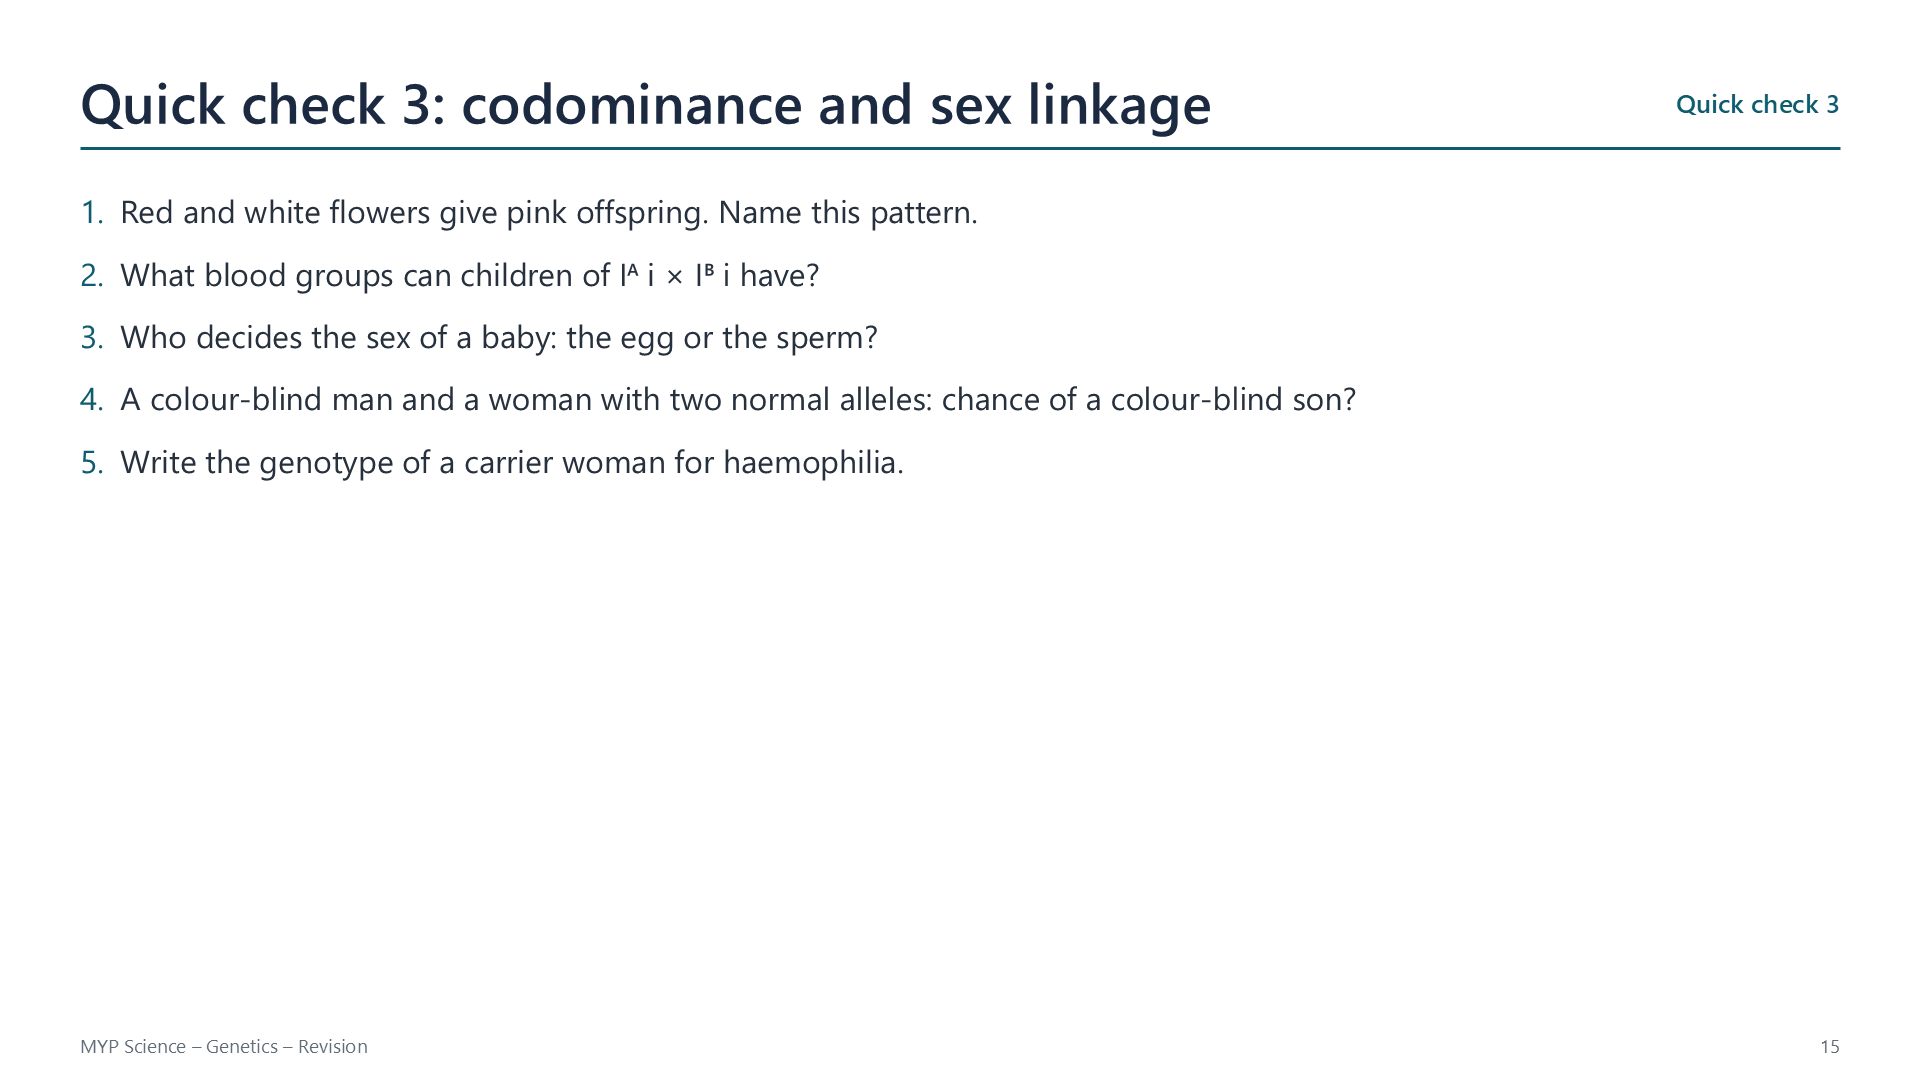 Quick check 3: codominance and sex linkage
Quick check 3
1. Red and white flowers give pink offspring. Name this pattern.
2. What blood groups can children of Iᴬ i × Iᴮ i have?
3. Who decides the sex of a baby: the egg or the sperm?
4. A colour-blind man and a woman with two normal alleles: chance of a colour-blind son?
5. Write the genotype of a carrier woman for haemophilia.
MYP Science – Genetics – Revision
15